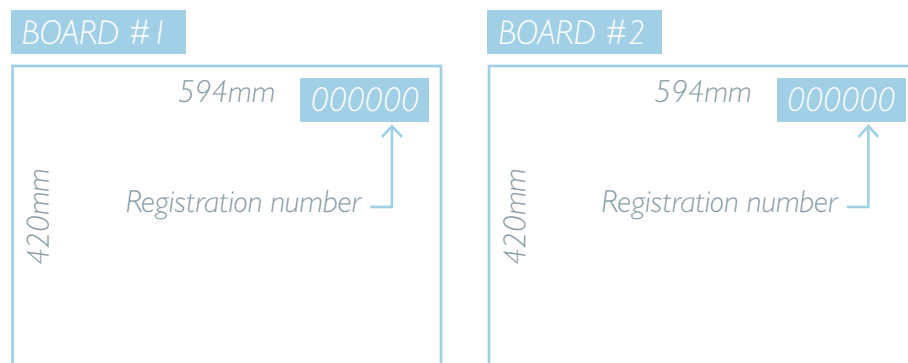 BOARD #1
594mm
000000
Registration number
420mm
BOARD #2
594mm
000000
Registration number
420mm